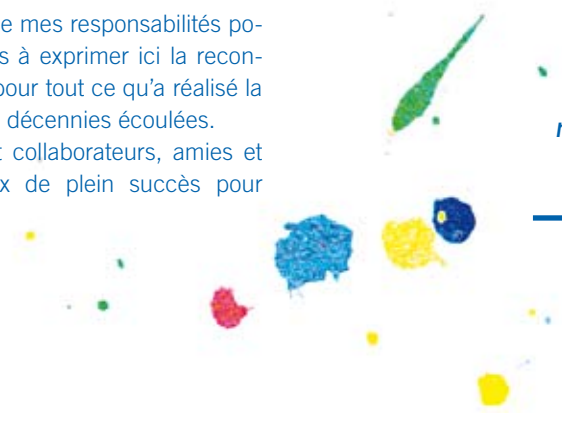 e mes responsabilités po-
s à exprimer ici la recon-
pour tout ce qu'a réalisé la
décennies écoulées.
t collaborateurs, amies et
x de plein succès pour